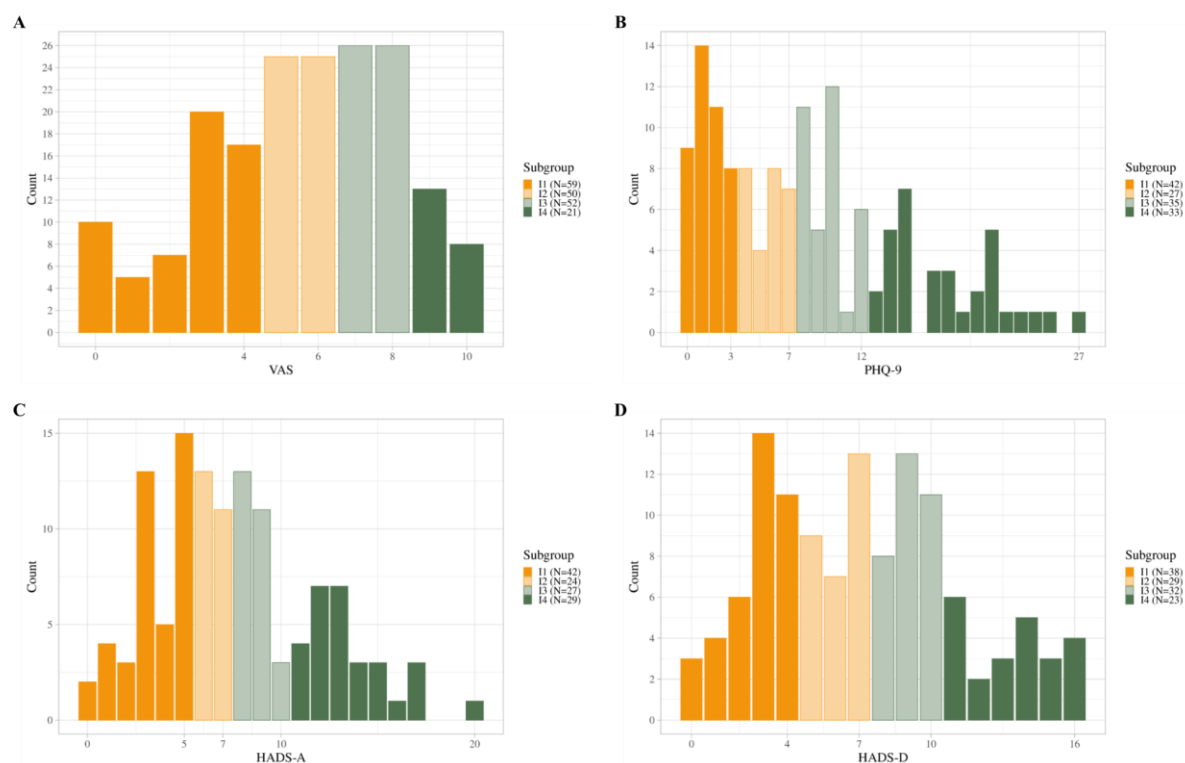 A
26
24
22
20
18
16
14
12
10
8
6
4
2
0
Count
0
4
6
8
10
VAS
Subgroup
I1 (N=59)
I2 (N=50)
I3 (N=52)
I4 (N=21)
B
14
12
10
8
6
4
2
0
Count
0
3
7
12
27
PHQ-9
Subgroup
I1 (N=42)
I2 (N=27)
I3 (N=35)
I4 (N=33)
C
15
10
5
0
Count
0
5
7
10
20
HADS-A
Subgroup
I1 (N=42)
I2 (N=24)
I3 (N=27)
I4 (N=29)
D
14
12
10
8
6
4
2
0
Count
0
4
7
10
16
HADS-D
Subgroup
I1 (N=38)
I2 (N=29)
I3 (N=32)
I4 (N=23)